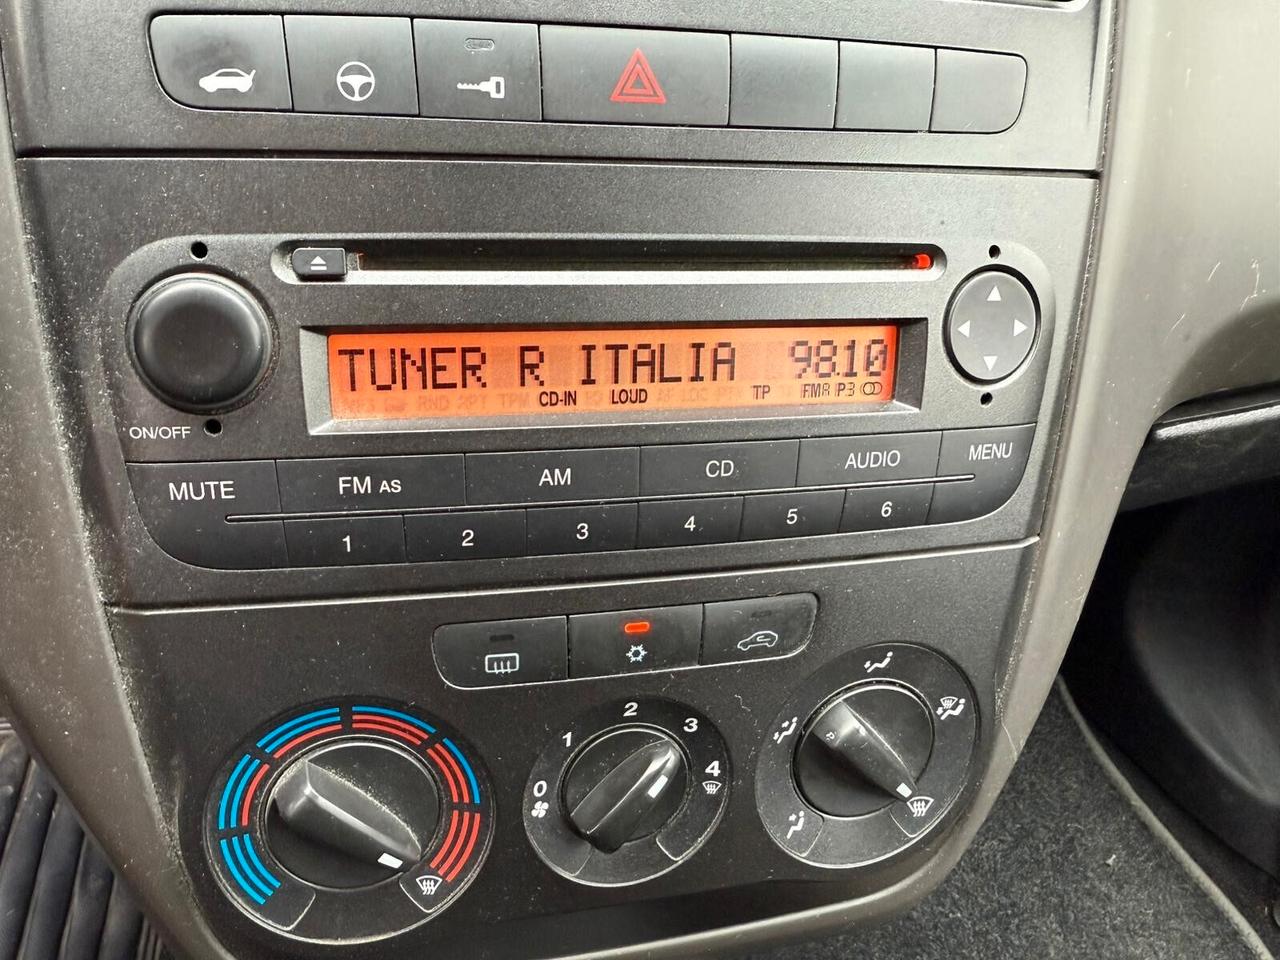 TUNER R ITALIA 98.10
CD-IN LOUD TP FMA P3
ON/OFF
MUTE FM AS AM CD AUDIO MENU
1 2 3 4 5 6
0 1 2 3 4